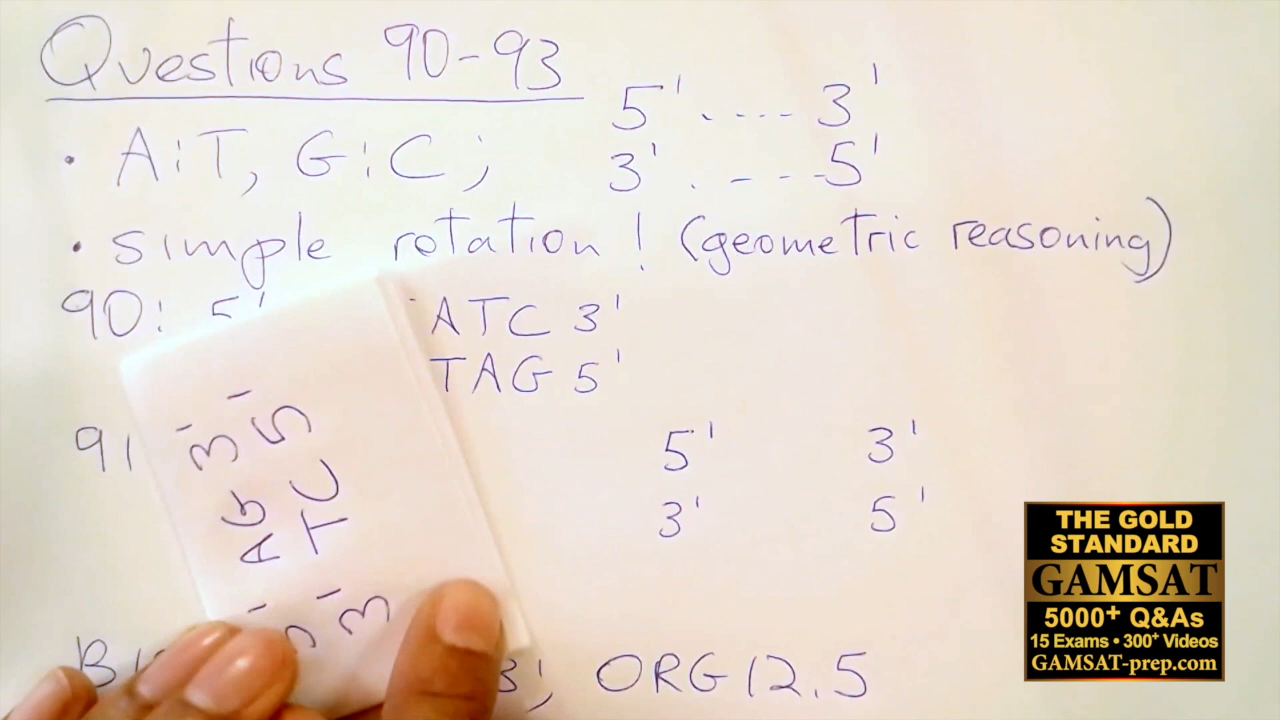 Questions 90-93
5' ---- 3'
• A:T, G:C; 3' ---- 5'
• simple rotation! (geometric reasoning)
90: 5' ATC 3'
TAG 5'
91 5' 3'
3' 5'
AG 3'
TC 5'
3'
3; ORG 12.5
THE GOLD
STANDARD
GAMSAT
5000+ Q&As
15 Exams • 300+ Videos
GAMSAT-prep.com